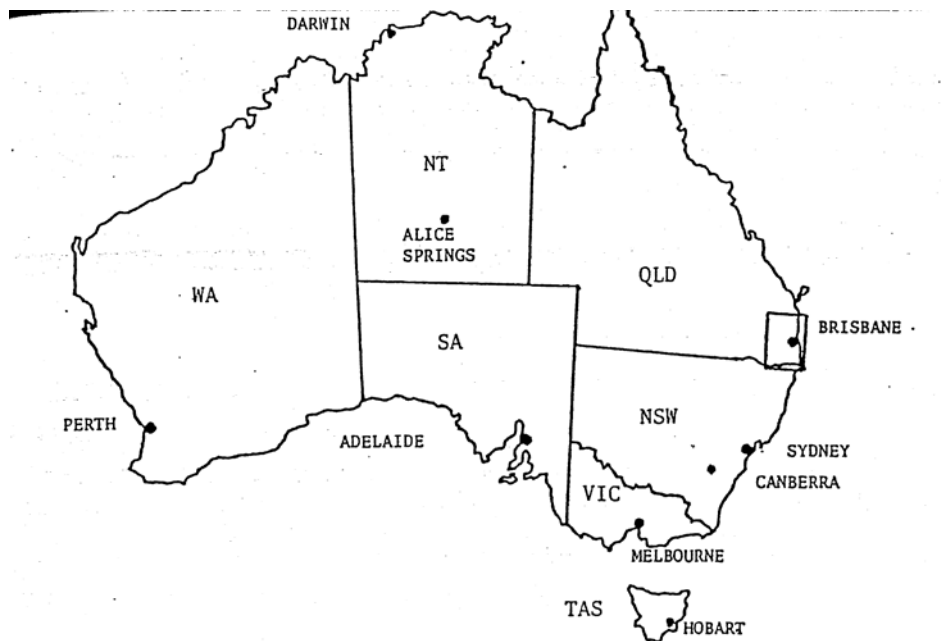 DARWIN
NT
ALICE
SPRINGS
QLD
WA
BRISBANE
SA
NSW
PERTH
ADELAIDE
SYDNEY
CANBERRA
VIC
MELBOURNE
TAS
HOBART